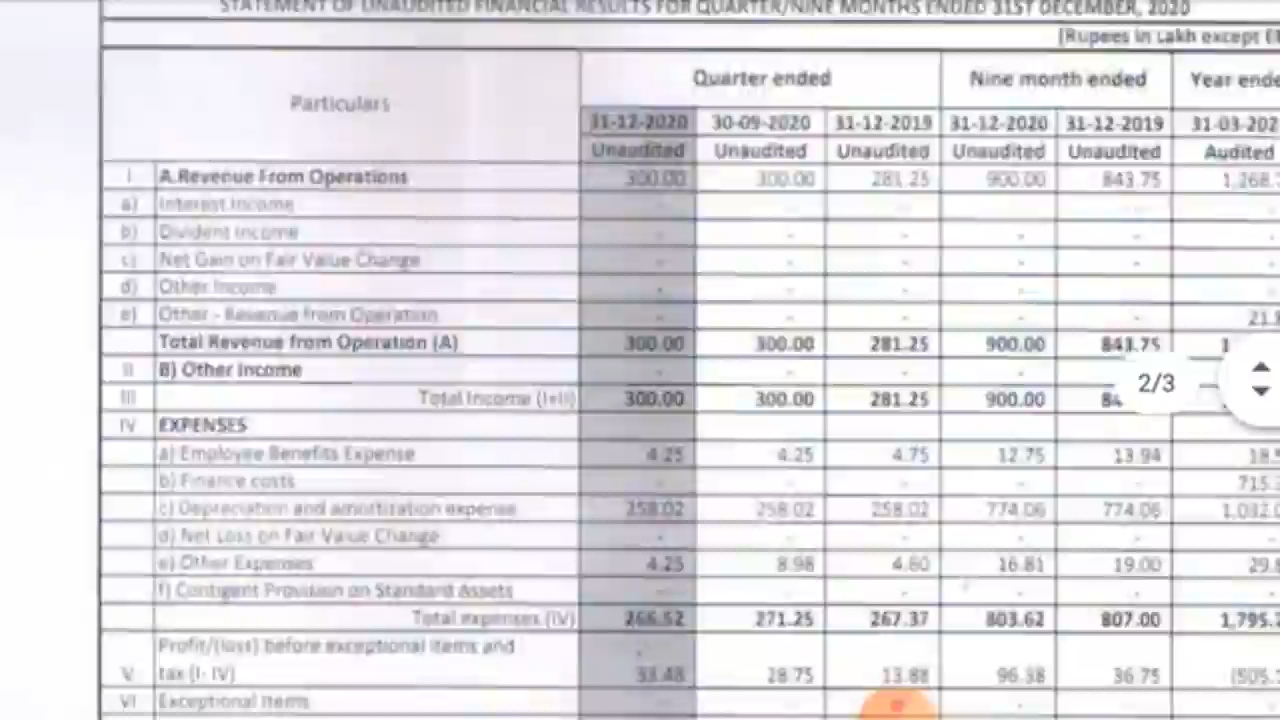 STATEMENT OF UNAUDITED FINANCIAL RESULTS FOR QUARTER/NINE MONTHS ENDED 31ST DECEMBER, 2020
(Rupees in Lakh except
Particulars Quarter ended Nine month ended Year
31-12-2020 30-09-2020 31-12-2019 31-12-2020 31-12-2019 31-03-202
Unaudited Unaudited Unaudited Unaudited Unaudited Audited
I A.Revenue From Operations 300.00 300.00 281.25 900.00 843.75 1,268.
a) Interest Income - - - - -
b) Divident Income - - - - -
c) Net Gain on Fair Value Change - - - - -
d) Other Income - - - - -
e) Other - Revenue from Operation - - - - - 21.
Total Revenue from Operation (A) 300.00 300.00 281.25 900.00 843.75 1
II B) Other Income - - - - -
III Total Income (I+II) 300.00 300.00 281.25 900.00 84
2/3
IV EXPENSES
a) Employee Benefits Expense 4.25 4.25 4.75 12.75 13.94 18.5
b) Finance costs - - - - - 715.
c) Depreciation and amortization expense 258.02 258.02 258.02 774.06 774.06 1,032.0
d) Net Loss on Fair Value Change - - - - -
e) Other Expenses 4.25 8.98 4.60 16.81 19.00 29.
f) Contigent Provision on Standard Assets - - - - -
Total expenses (IV) 266.52 271.25 267.37 803.62 807.00 1,795.
Profit/(loss) before exceptional items and
V tax (I- IV) 33.48 28.75 13.88 96.38 36.75 (505.
VI Exceptional Items